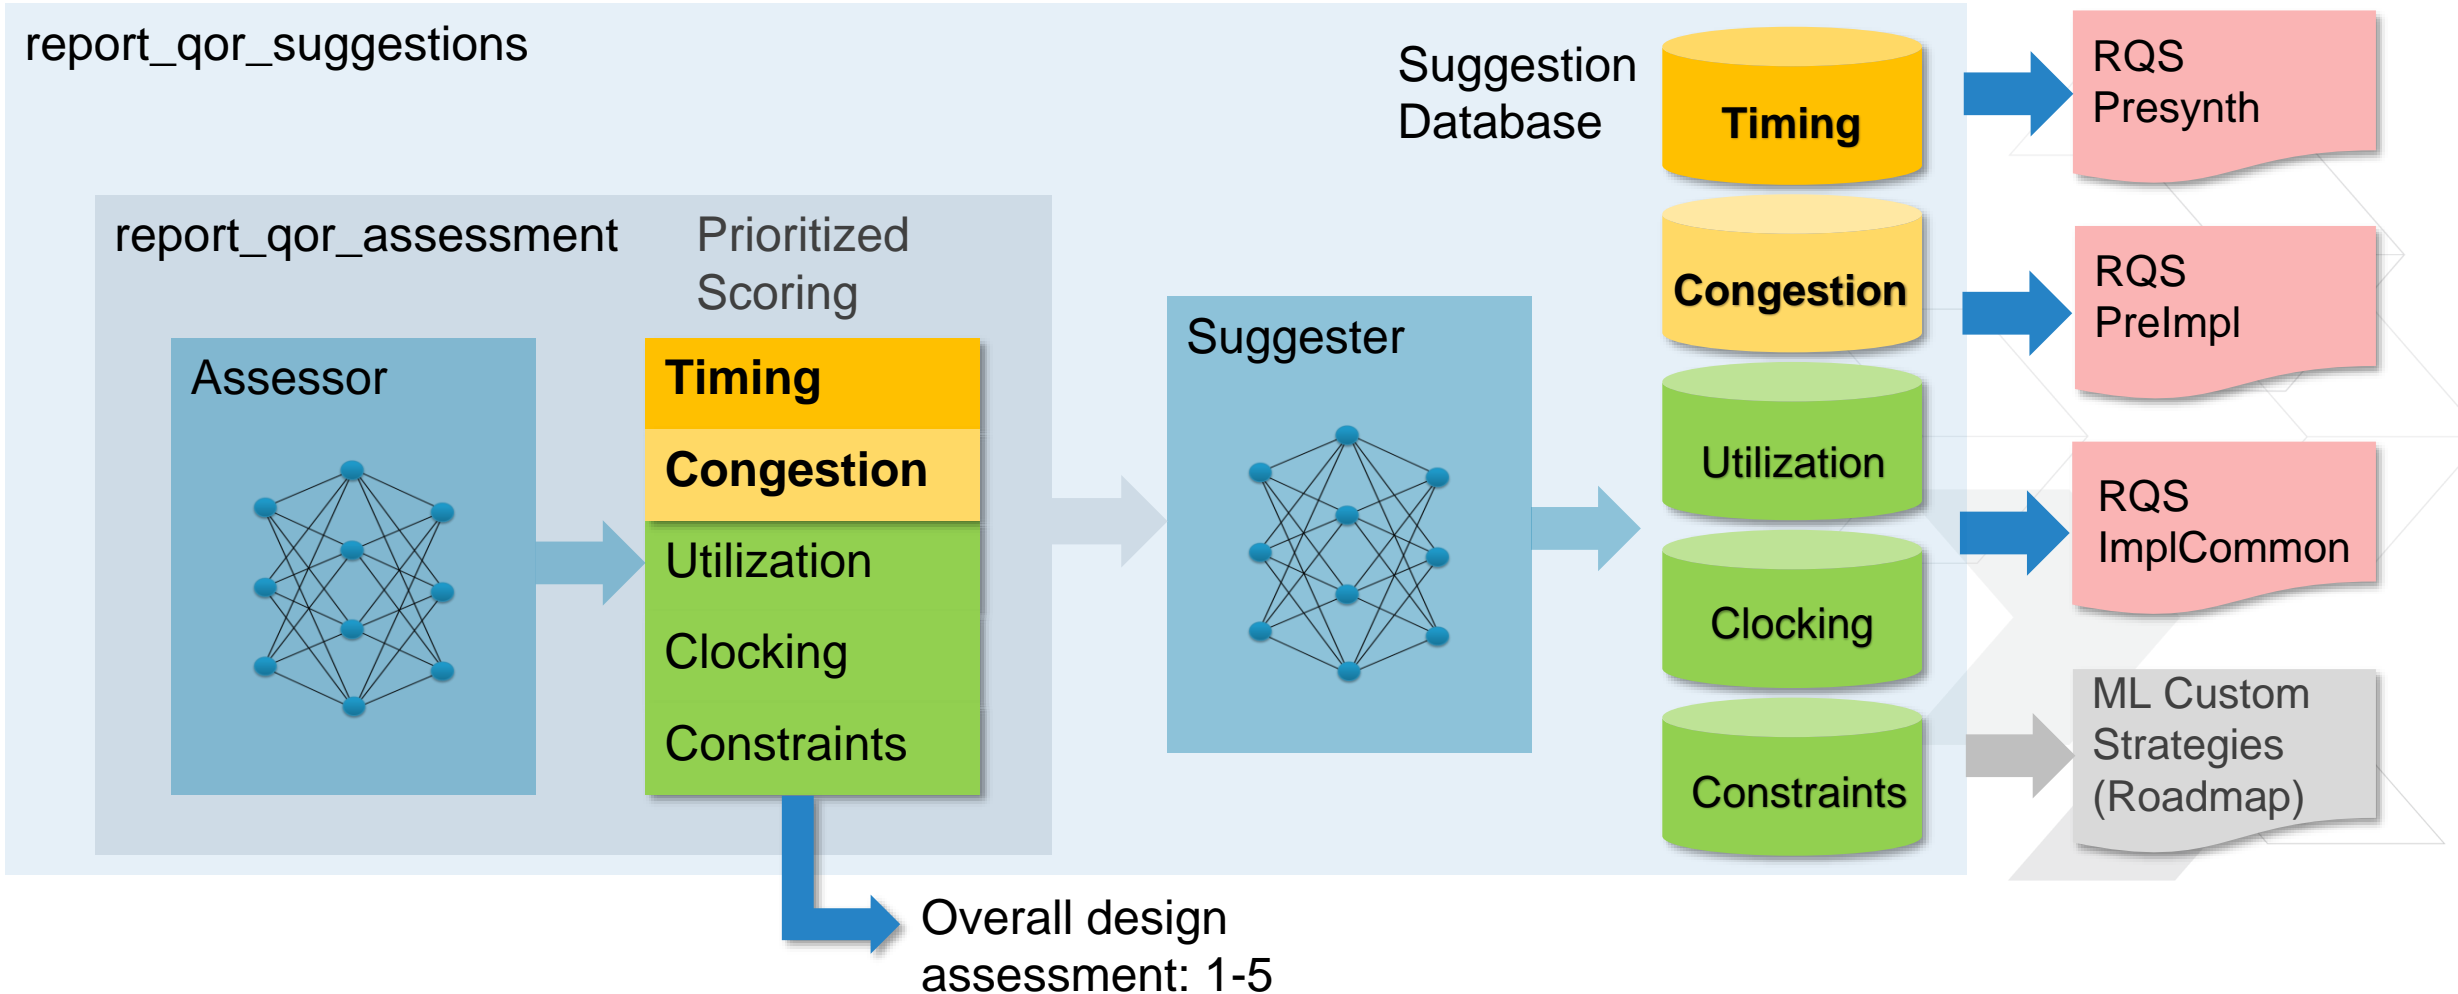 report_qor_suggestions
report_qor_assessment
Prioritized
Scoring
Assessor
Timing
Congestion
Utilization
Clocking
Constraints
Overall design
assessment: 1-5
Suggester
Suggestion
Database
Timing
Congestion
Utilization
Clocking
Constraints
RQS
Presynth
RQS
PreImpl
RQS
ImplCommon
ML Custom
Strategies
(Roadmap)